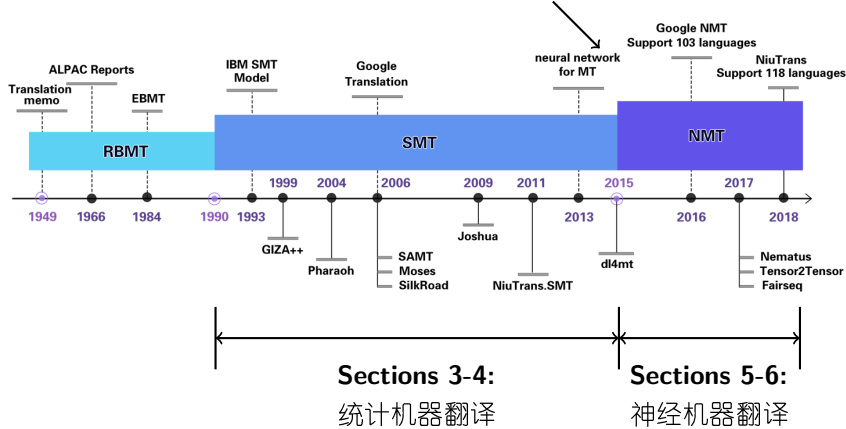 Google NMT
Support 103 languages
IBM SMT
Model
Google
Translation
neural network
for MT
NiuTrans
Support 118 languages
ALPAC Reports
Translation
memo
EBMT
RBMT
SMT
NMT
1999
2004
2006
2009
2011
2015
2017
1949
1966
1984
1990
1993
2013
2016
2018
GIZA++
Pharaoh
SAMT
Moses
SilkRoad
Joshua
NiuTrans.SMT
dl4mt
Nematus
Tensor2Tensor
Fairseq
Sections 3-4:
统计机器翻译
Sections 5-6:
神经机器翻译